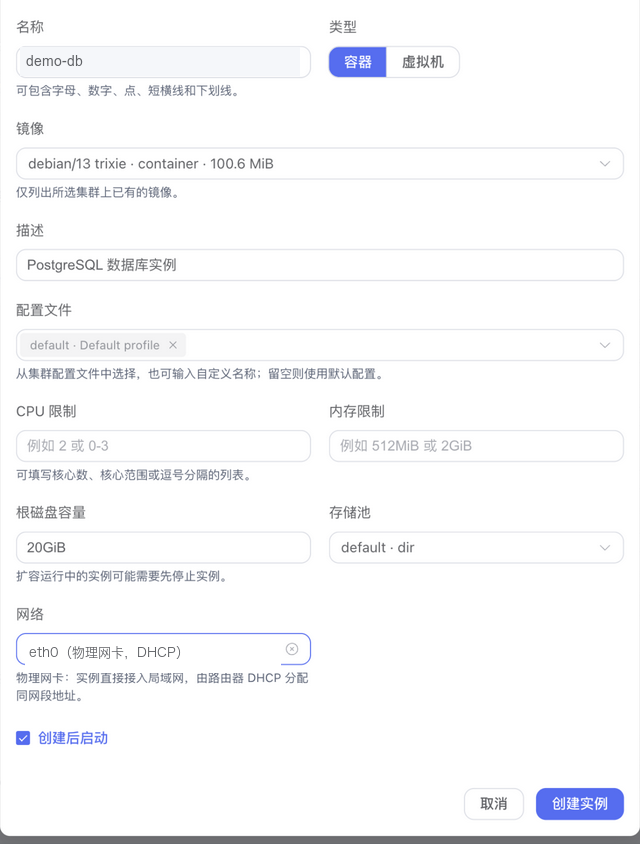 名称
类型
demo-db
容器
虚拟机
可包含字母、数字、点、短横线和下划线。
镜像
debian/13 trixie · container · 100.6 MiB
仅列出所选集群上已有的镜像。
描述
PostgreSQL 数据库实例
配置文件
default · Default profile ×
从集群配置文件中选择，也可输入自定义名称；留空则使用默认配置。
CPU 限制
内存限制
例如 2 或 0-3
例如 512MiB 或 2GiB
可填写核心数、核心范围或逗号分隔的列表。
根磁盘容量
存储池
20GiB
default · dir
扩容运行中的实例可能需要先停止实例。
网络
eth0（物理网卡，DHCP）
物理网卡：实例直接接入局域网，由路由器 DHCP 分配
同网段地址。
创建后启动
取消
创建实例